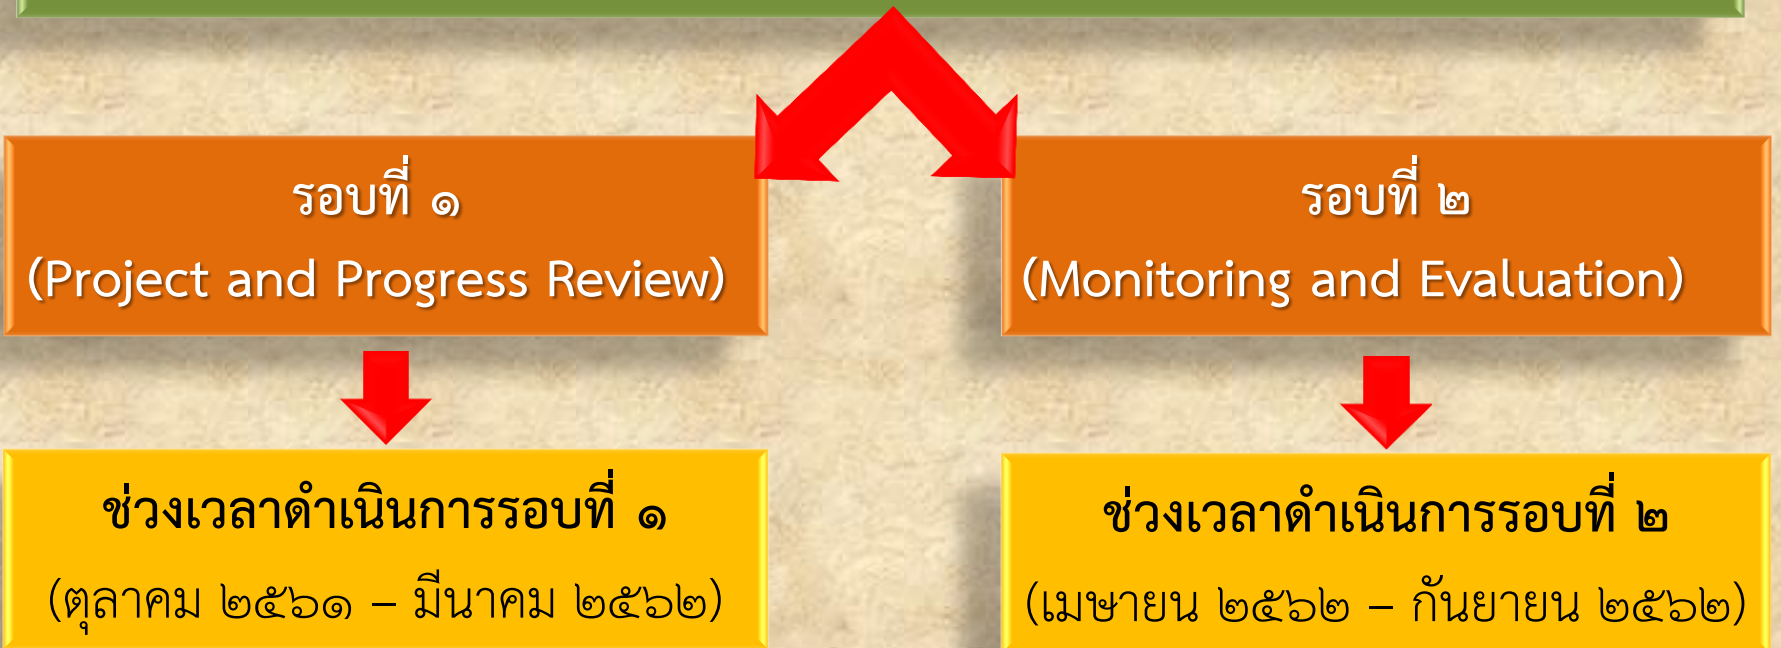 รอบที่ ๑
(Project and Progress Review)
รอบที่ ๒
(Monitoring and Evaluation)
ช่วงเวลาดำเนินการรอบที่ ๑
(ตุลาคม ๒๕๖๑ – มีนาคม ๒๕๖๒)
ช่วงเวลาดำเนินการรอบที่ ๒
(เมษายน ๒๕๖๒ – กันยายน ๒๕๖๒)